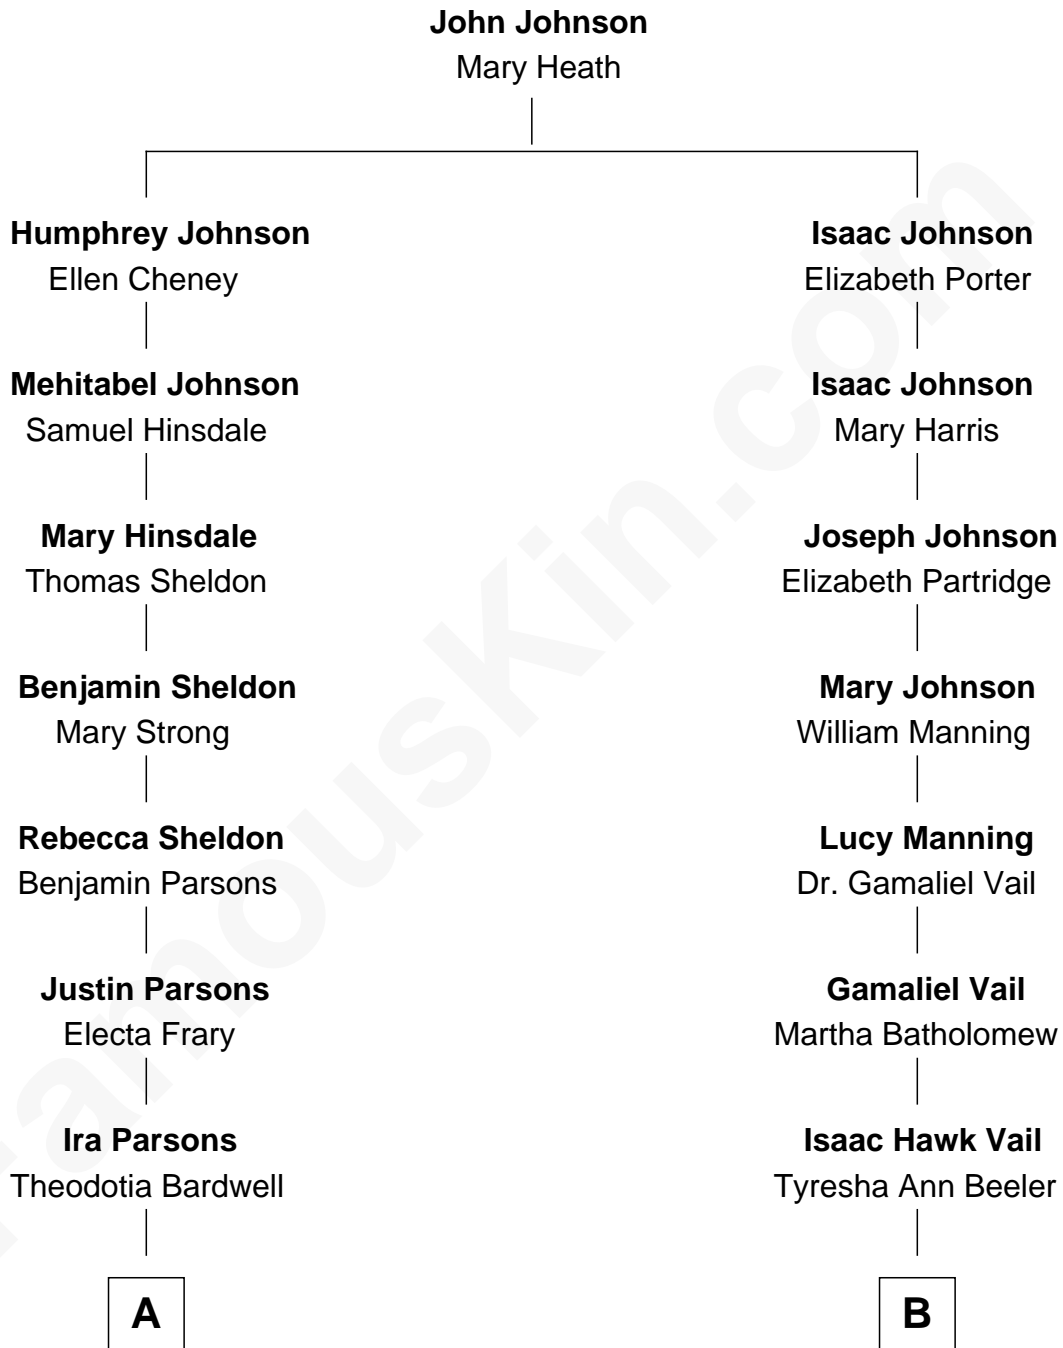 John Johnson
Mary Heath
Humphrey Johnson
Ellen Cheney
Isaac Johnson
Elizabeth Porter
Mehitabel Johnson
Samuel Hinsdale
Isaac Johnson
Mary Harris
Mary Hinsdale
Thomas Sheldon
Joseph Johnson
Elizabeth Partridge
Benjamin Sheldon
Mary Strong
Mary Johnson
William Manning
Rebecca Sheldon
Benjamin Parsons
Lucy Manning
Dr. Gamaliel Vail
Justin Parsons
Electa Frary
Gamaliel Vail
Martha Batholomew
Ira Parsons
Theodotia Bardwell
Isaac Hawk Vail
Tyresha Ann Beeler
A
B
FamousKin.com